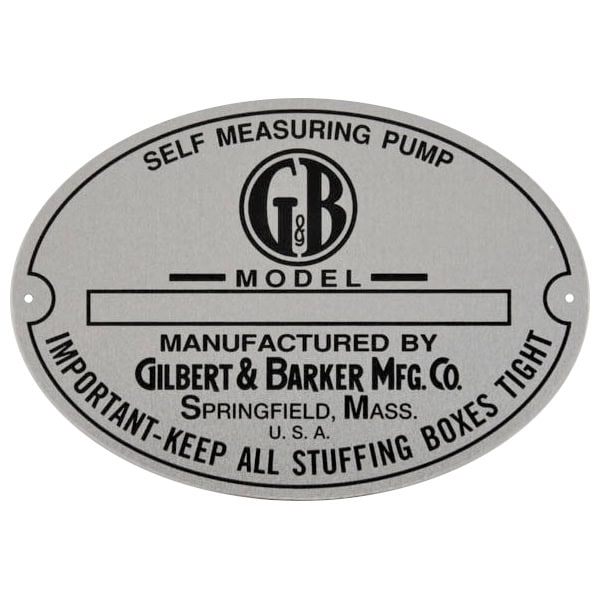 SELF MEASURING PUMP
G&B
MODEL
MANUFACTURED BY
GILBERT & BARKER MFG. CO.
SPRINGFIELD, MASS.
U. S. A.
IMPORTANT-KEEP ALL STUFFING BOXES TIGHT